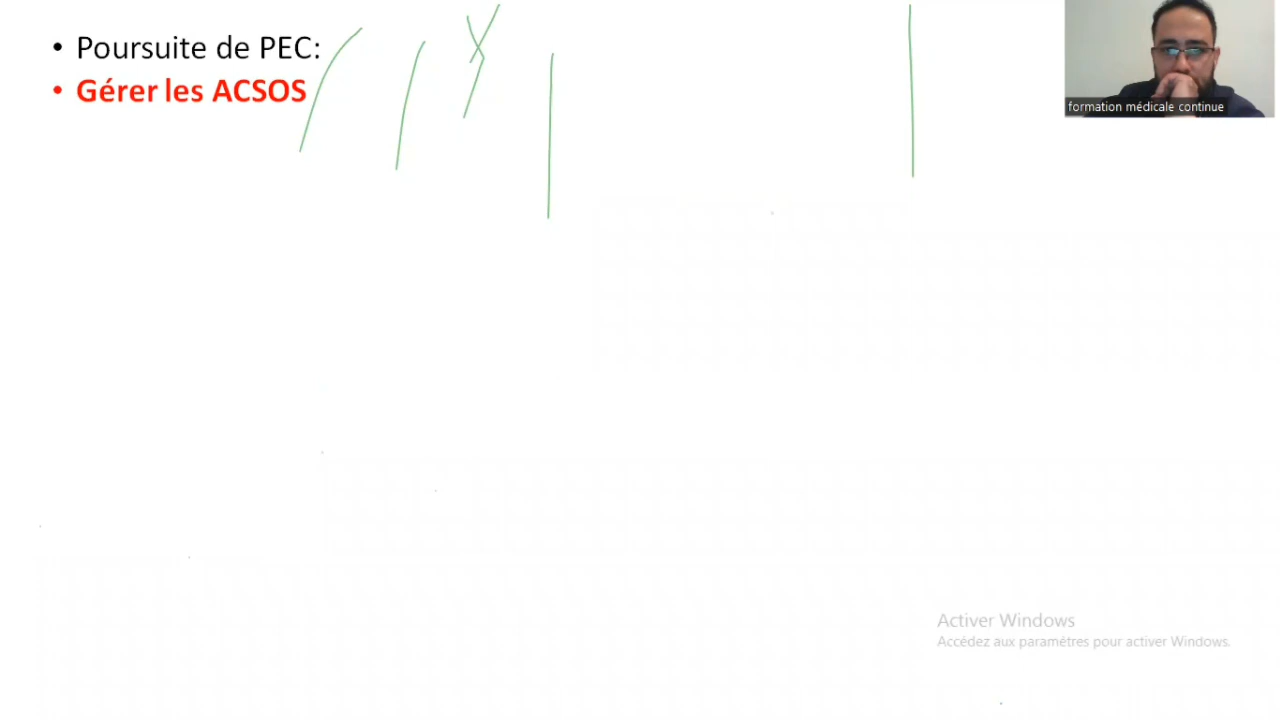 • Poursuite de PEC:
• Gérer les ACSOS
formation médicale continue
Activer Windows
Accédez aux paramètres pour activer Windows.